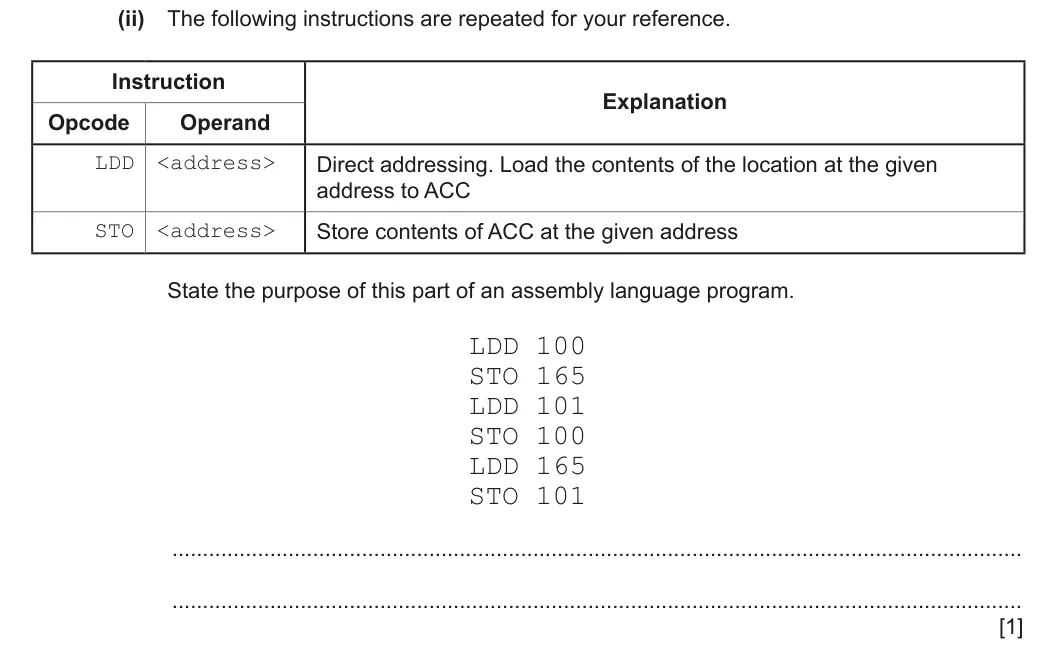 (ii) The following instructions are repeated for your reference.
Instruction
Explanation
Opcode Operand
LDD <address> Direct addressing. Load the contents of the location at the given
address to ACC
STO <address> Store contents of ACC at the given address
State the purpose of this part of an assembly language program.
LDD 100
STO 165
LDD 101
STO 100
LDD 165
STO 101
[1]